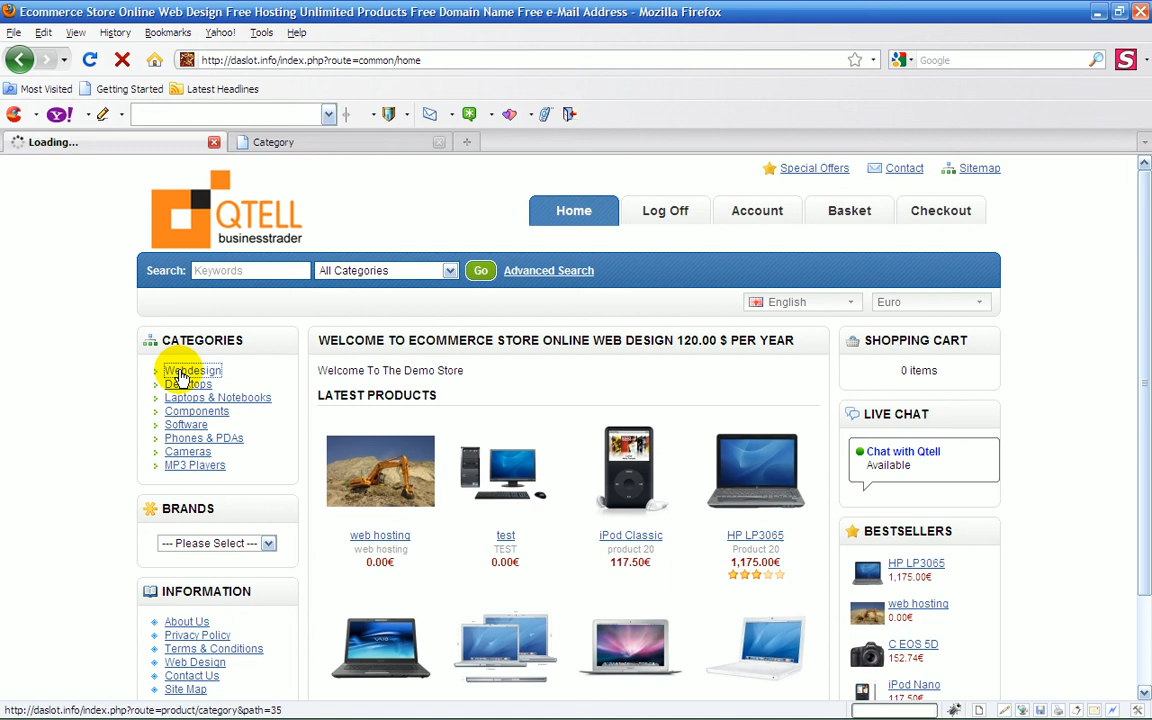 Ecommerce Store Online Web Design Free Hosting Unlimited Products Free Domain Name Free e-Mail Address - Mozilla Firefox
File Edit View History Bookmarks Yahoo! Tools Help
http://daslot.info/index.php?route=common/home
Google
S
Most Visited Getting Started Latest Headlines
Y!
Loading... Category
Special Offers Contact Sitemap
QTELL
businesstrader
Home Log Off Account Basket Checkout
Search: Keywords All Categories Go Advanced Search
English Euro
CATEGORIES
Webdesign
Desktops
Laptops & Notebooks
Components
Software
Phones & PDAs
Cameras
MP3 Players
BRANDS
--- Please Select ---
INFORMATION
About Us
Privacy Policy
Terms & Conditions
Web Design
Contact Us
Site Map
WELCOME TO ECOMMERCE STORE ONLINE WEB DESIGN 120.00 $ PER YEAR
Welcome To The Demo Store
LATEST PRODUCTS
web hosting
web hosting
0.00€
test
TEST
0.00€
iPod Classic
product 20
117.50€
HP LP3065
Product 20
1,175.00€
SHOPPING CART
0 items
LIVE CHAT
Chat with Qtell
Available
BESTSELLERS
HP LP3065
1,175.00€
web hosting
0.00€
C EOS 5D
152.74€
iPod Nano
117.50€
http://daslot.info/index.php?route=product/category&path=35